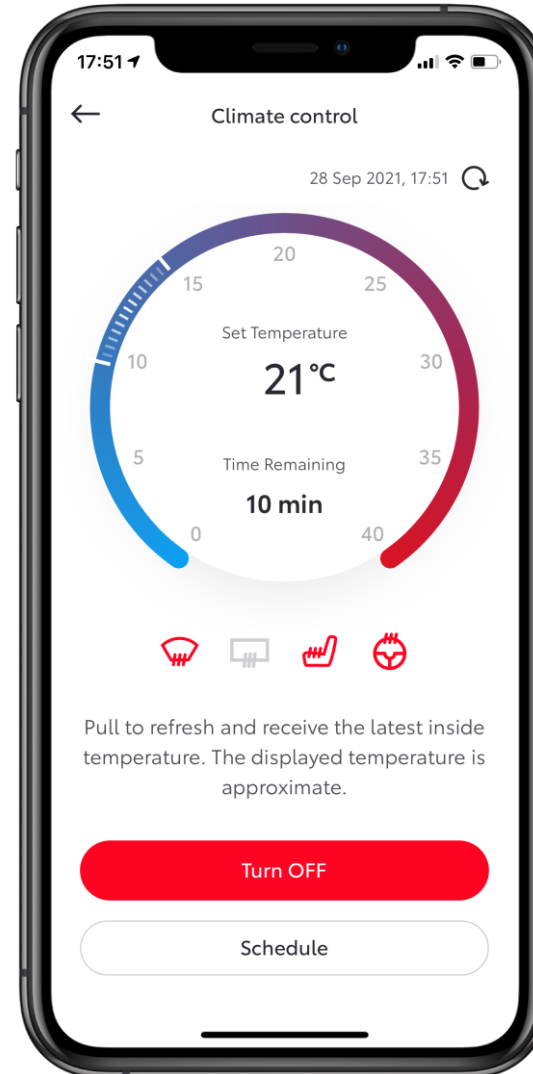 17:51
Climate control
28 Sep 2021, 17:51
20
15
25
Set Temperature
10
21°C
30
5
Time Remaining
35
10 min
0
40
Pull to refresh and receive the latest inside
temperature. The displayed temperature is
approximate.
Turn OFF
Schedule